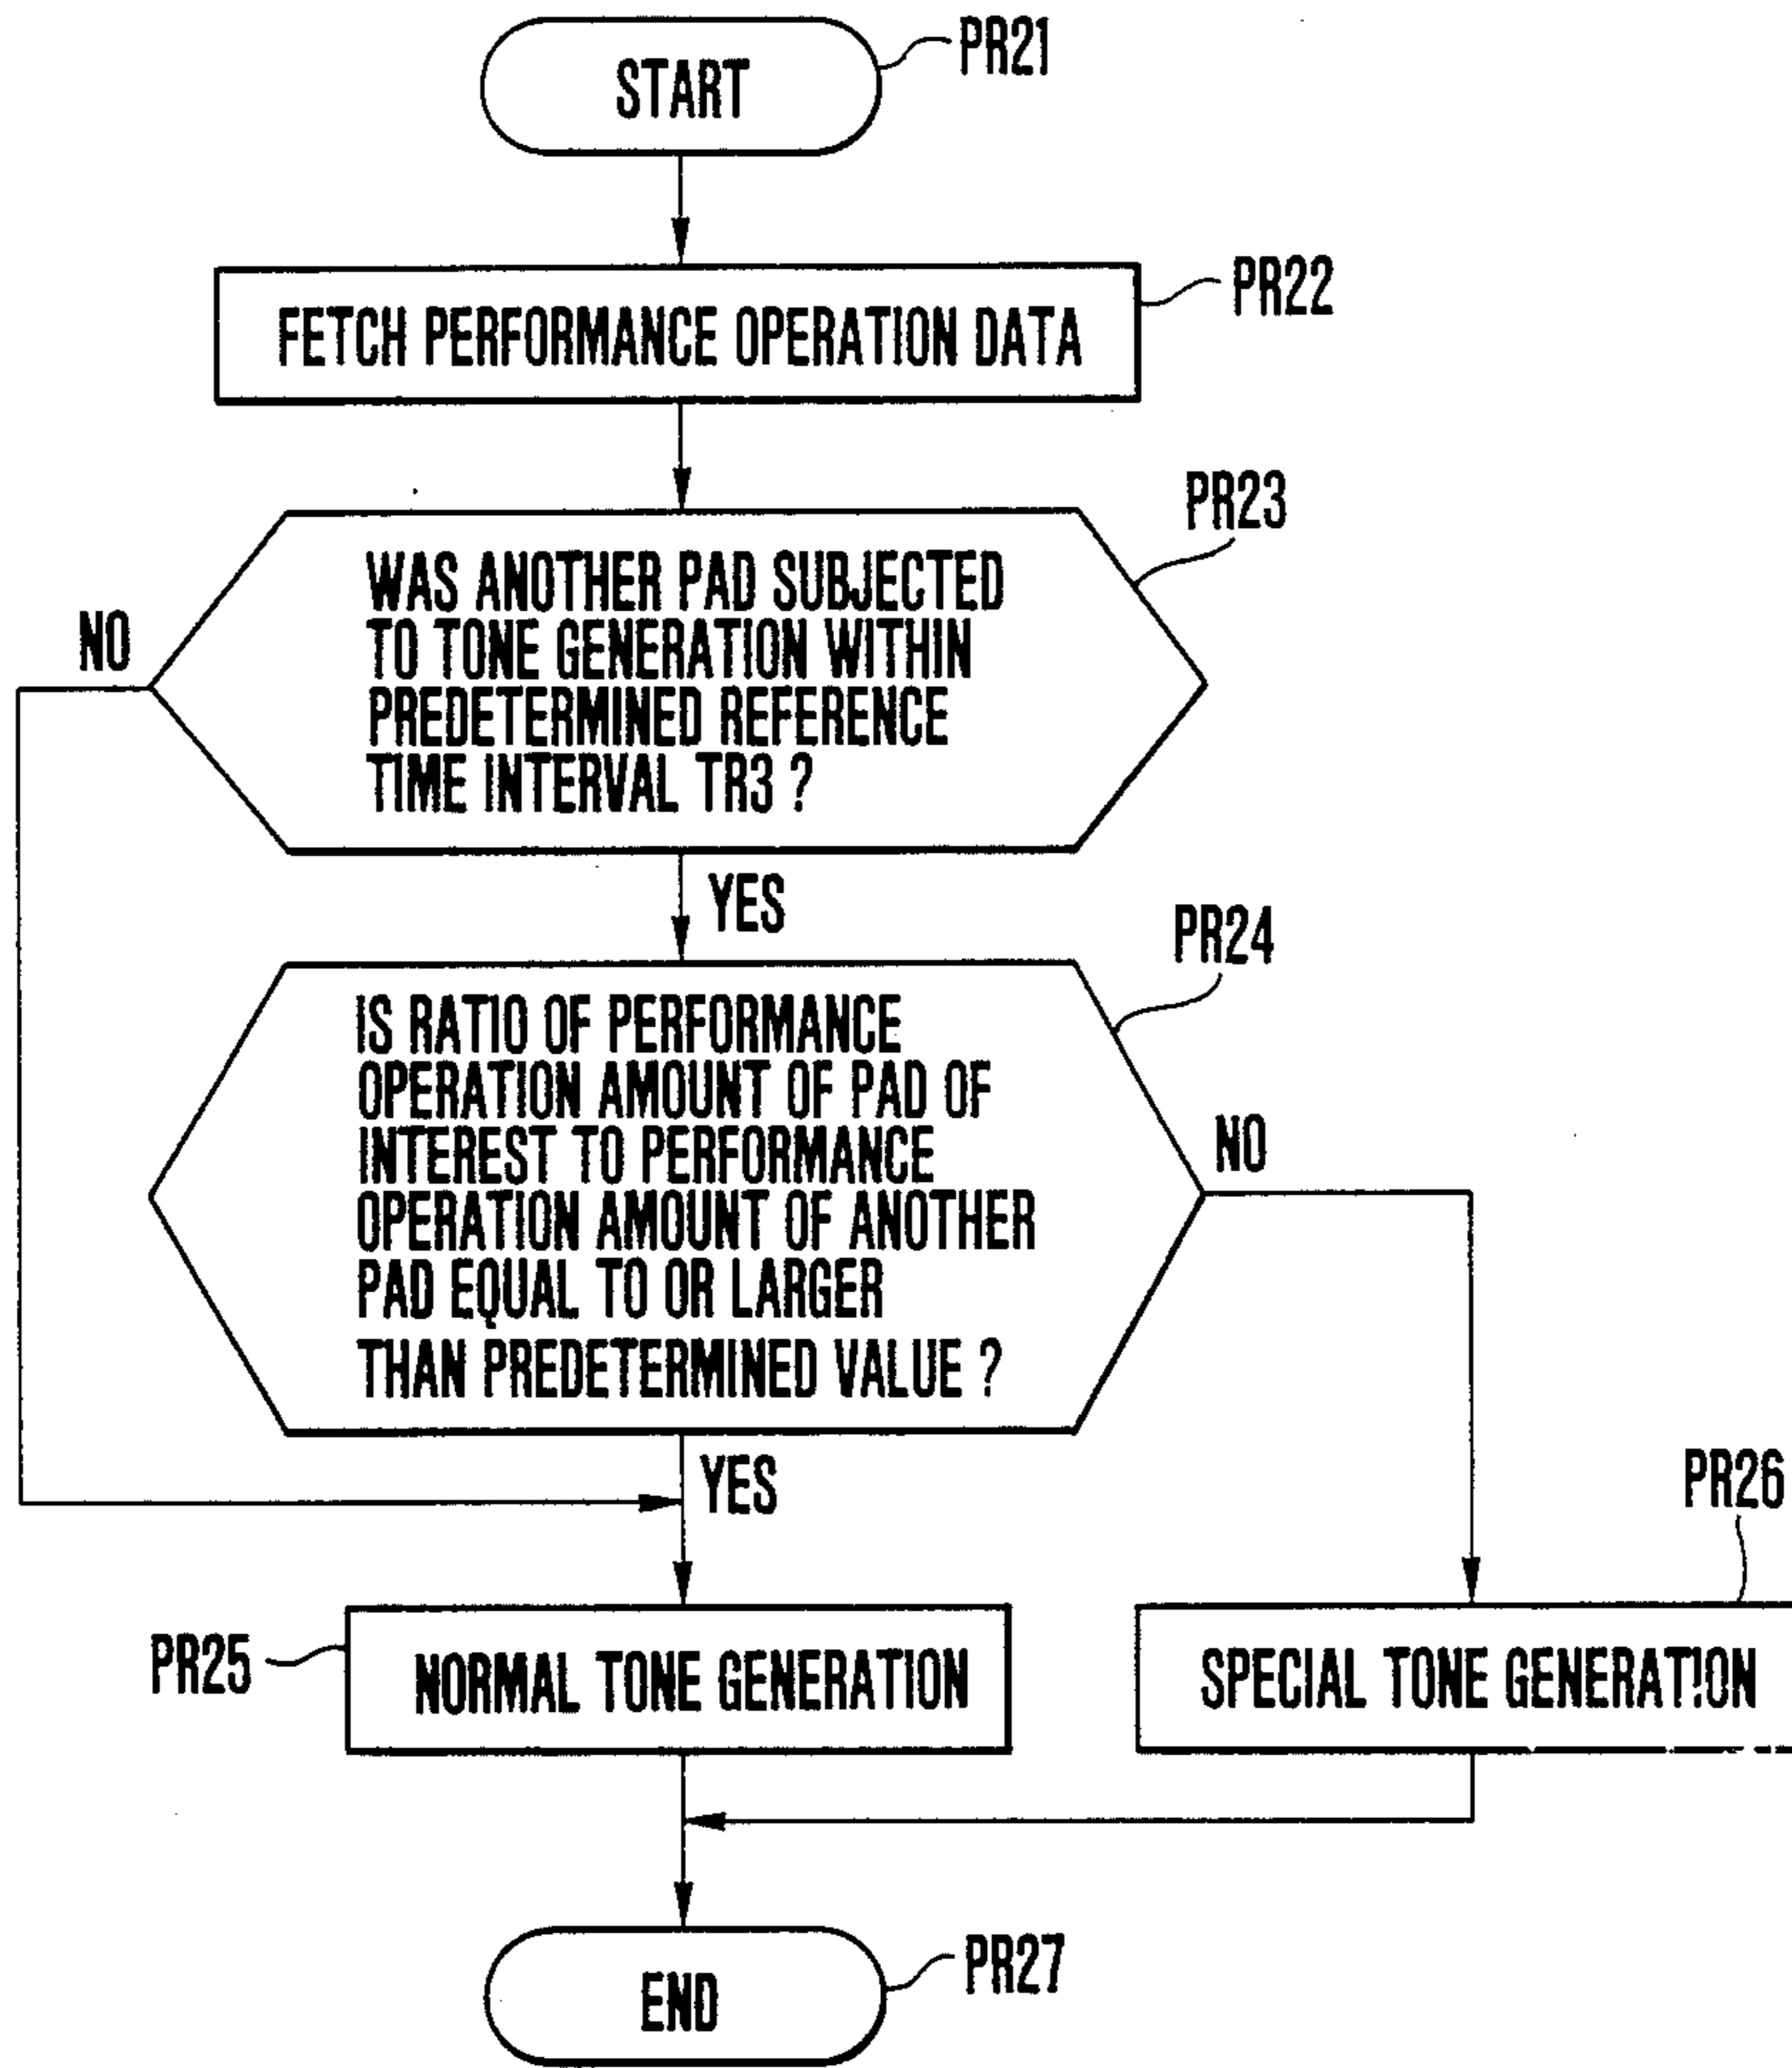 PR21
START
PR22
FETCH PERFORMANCE OPERATION DATA
PR23
WAS ANOTHER PAD SUBJECTED
TO TONE GENERATION WITHIN
PREDETERMINED REFERENCE
TIME INTERVAL TR3 ?
NO
YES
PR24
IS RATIO OF PERFORMANCE
OPERATION AMOUNT OF PAD OF
INTEREST TO PERFORMANCE
OPERATION AMOUNT OF ANOTHER
PAD EQUAL TO OR LARGER
THAN PREDETERMINED VALUE ?
NO
YES
PR26
PR25
NORMAL TONE GENERATION
SPECIAL TONE GENERATION
PR27
END